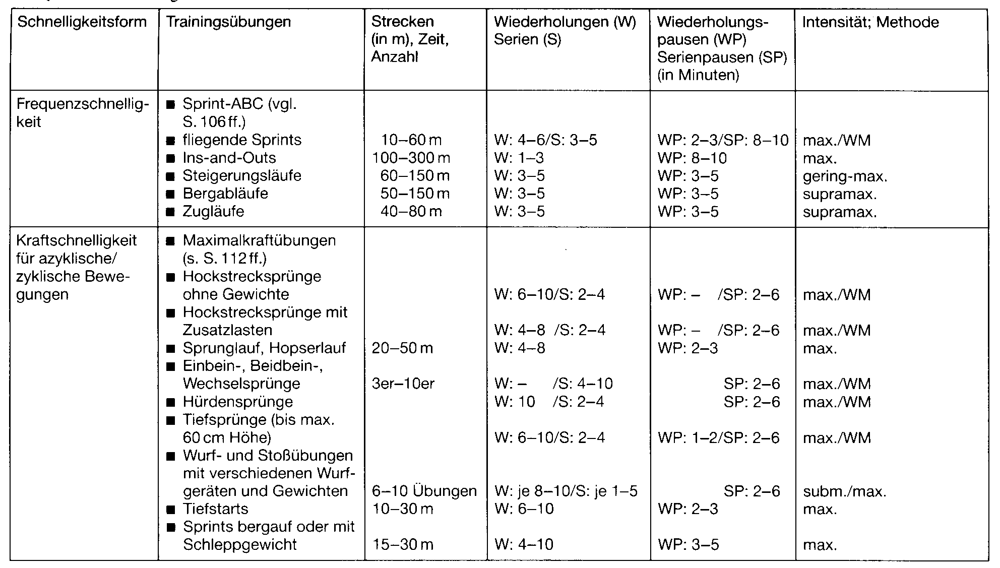 Schnelligkeitsform Trainingsübungen Strecken Wiederholungen (W) Wiederholungs- Intensität; Methode
(in m), Zeit, Serien (S) pausen (WP)
Anzahl Serienpausen (SP)
(in Minuten)
Frequenzschnellig- ■ Sprint-ABC (vgl.
keit S. 106 ff.)
■ fliegende Sprints 10–60 m W: 4–6/S: 3–5 WP: 2–3/SP: 8–10 max./WM
■ Ins-and-Outs 100–300 m W: 1–3 WP: 8–10 max.
■ Steigerungsläufe 60–150 m W: 3–5 WP: 3–5 gering-max.
■ Bergabläufe 50–150 m W: 3–5 WP: 3–5 supramax.
■ Zugläufe 40–80 m W: 3–5 WP: 3–5 supramax.
Kraftschnelligkeit ■ Maximalkraftübungen
für azyklische/ (s. S. 112 ff.)
zyklische Bewe- ■ Hockstrecksprünge
gungen ohne Gewichte W: 6–10/S: 2–4 WP: – /SP: 2–6 max./WM
■ Hockstrecksprünge mit
Zusatzlasten W: 4–8 /S: 2–4 WP: – /SP: 2–6 max./WM
■ Sprunglauf, Hopserlauf 20–50 m W: 4–8 WP: 2–3 max.
■ Einbein-, Beidbein-,
Wechselsprünge 3er–10er W: – /S: 4–10 SP: 2–6 max./WM
■ Hürdensprünge W: 10 /S: 2–4 SP: 2–6 max./WM
■ Tiefsprünge (bis max.
60 cm Höhe) W: 6–10/S: 2–4 WP: 1–2/SP: 2–6 max./WM
■ Wurf- und Stoßübungen
mit verschiedenen Wurf-
geräten und Gewichten 6–10 Übungen W: je 8–10/S: je 1–5 SP: 2–6 subm./max.
■ Tiefstarts 10–30 m W: 6–10 WP: 2–3 max.
■ Sprints bergauf oder mit
Schleppgewicht 15–30 m W: 4–10 WP: 3–5 max.